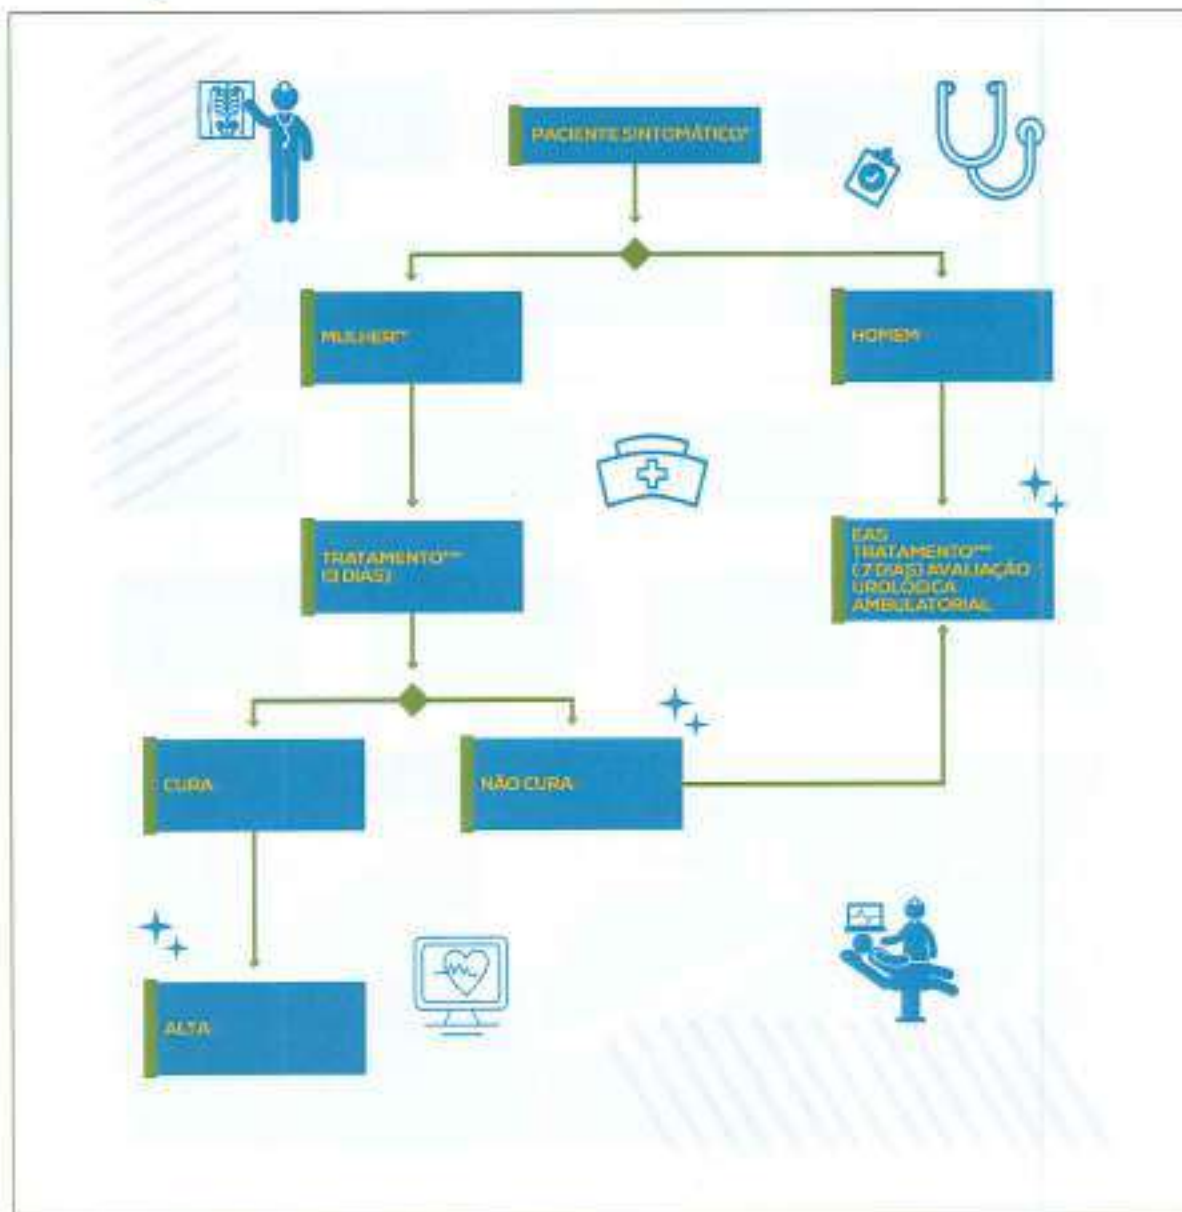 PACIENTE SINTOMÁTICO*
MULHER**
HOMEM
TRATAMENTO***
(3 DIAS)
EAS
TRATAMENTO***
(7 DIAS) AVALIAÇÃO
UROLÓGICA
AMBULATORIAL
CURA
NÃO CURA
ALTA